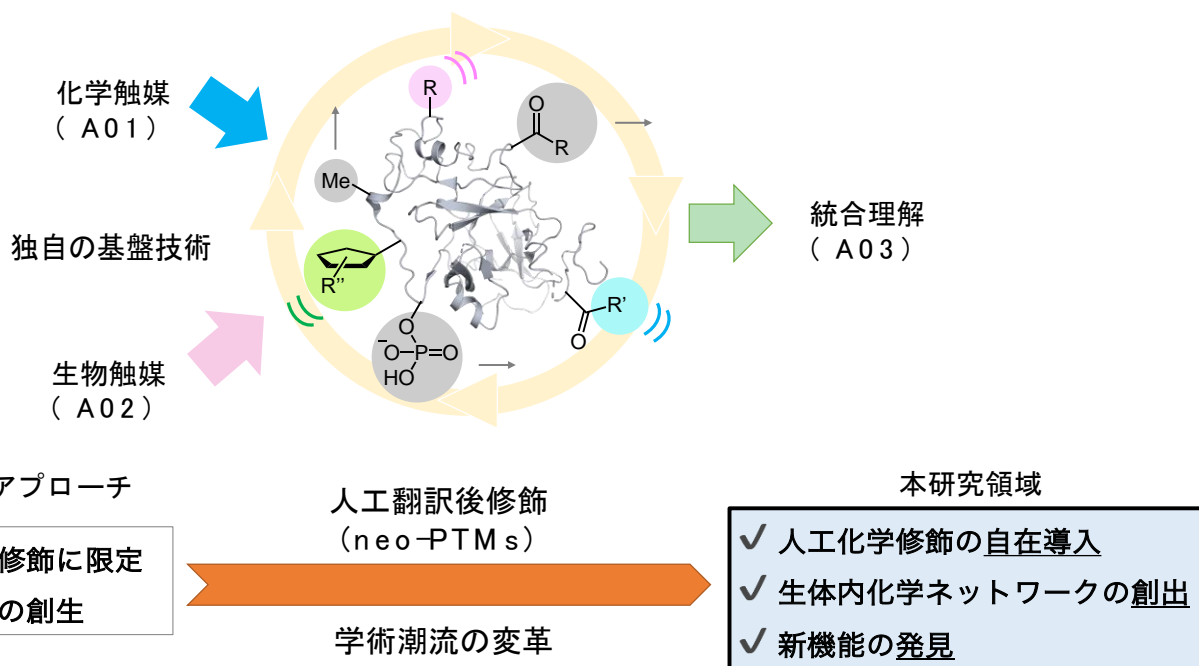 化学触媒
( A01)
独自の基盤技術
生物触媒
( A02)
R
O
R
Me
R''
O
O-P=O
HO
R'
O
統合理解
( A03)
アプローチ
修飾に限定
の創生
人工翻訳後修飾
(neo-PTMs)
学術潮流の変革
本研究領域
✓ 人工化学修飾の自在導入
✓ 生体内化学ネットワークの創出
✓ 新機能の発見